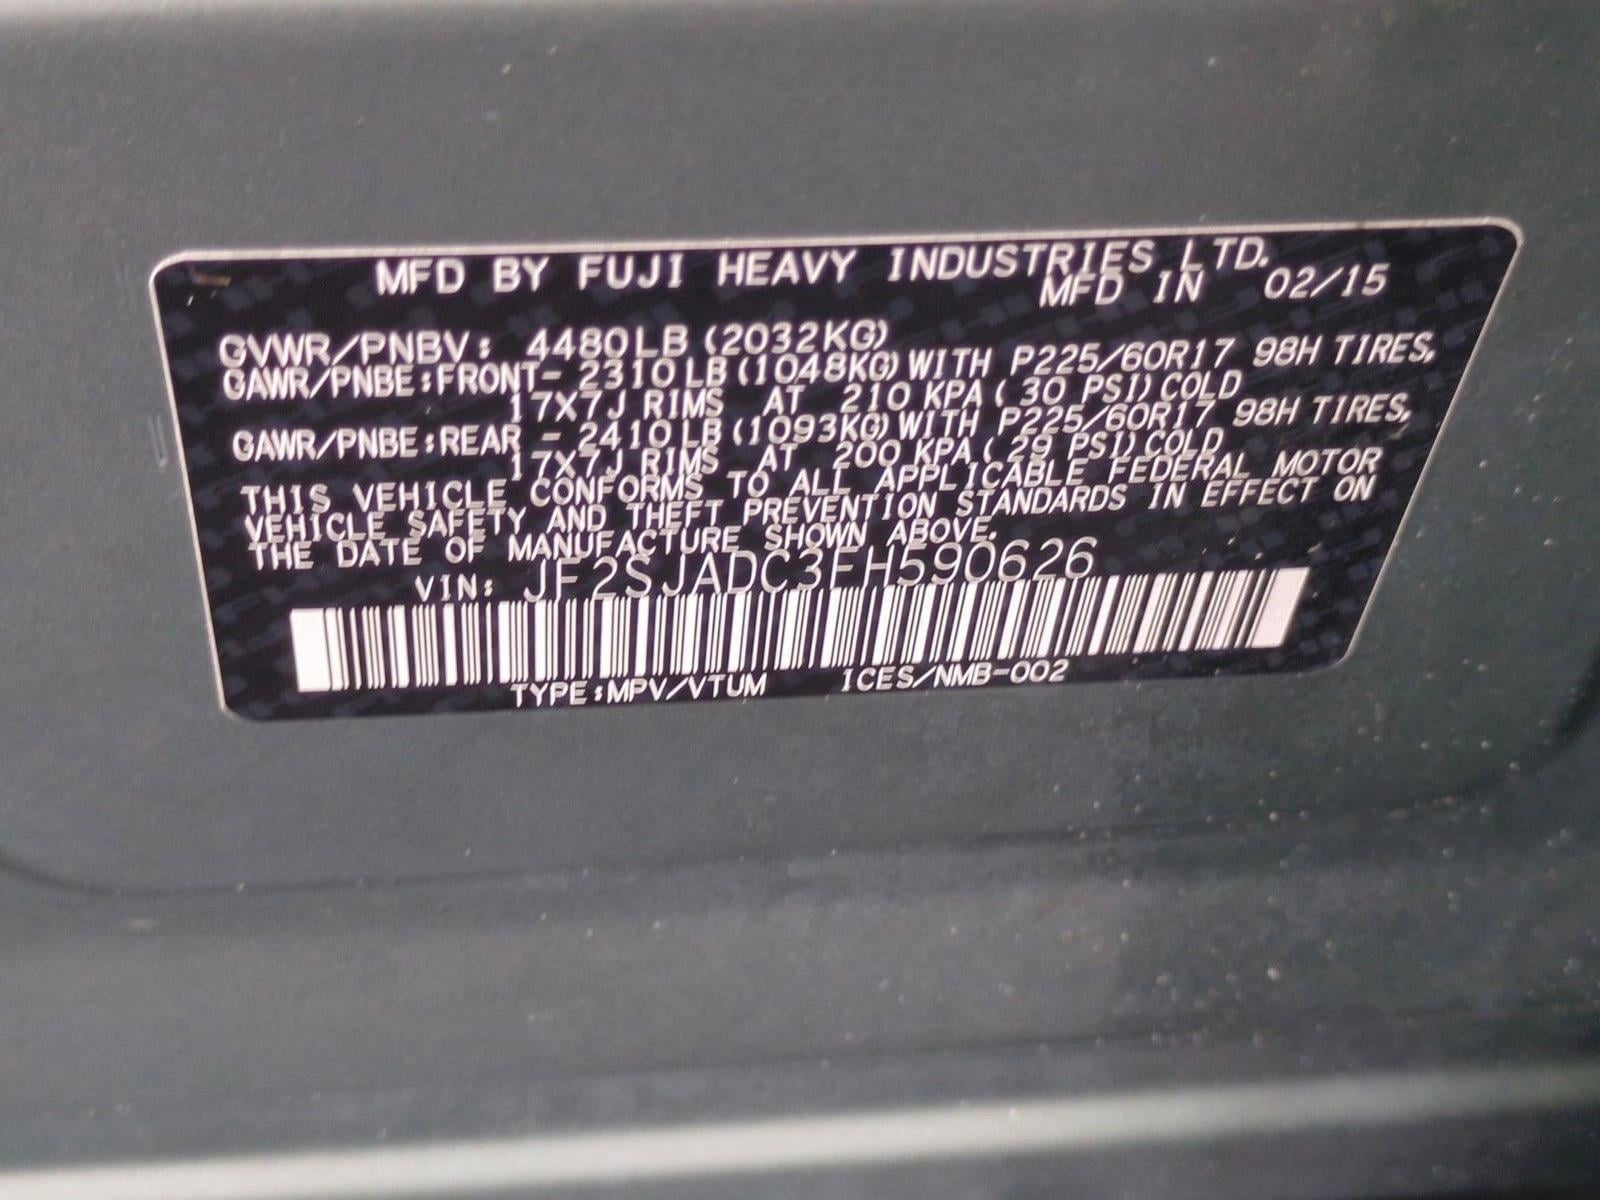 MFD BY FUJI HEAVY INDUSTRIES LTD.
MFD IN 02/15
GVWR/PNBV: 4480LB (2032KG)
GAWR/PNBE:FRONT- 2310LB (1048KG) WITH P225/60R17 98H TIRES,
17X7J RIMS AT 210 KPA ( 30 PSI) COLD
GAWR/PNBE:REAR - 2410LB (1093KG) WITH P225/60R17 98H TIRES,
17X7J RIMS AT 200 KPA ( 29 PSI) COLD
THIS VEHICLE CONFORMS TO ALL APPLICABLE FEDERAL MOTOR
VEHICLE SAFETY AND THEFT PREVENTION STANDARDS IN EFFECT ON
THE DATE OF MANUFACTURE SHOWN ABOVE.
VIN: JF2SJADC3FH590626
TYPE:MPV/VTUM ICES/NMB-002